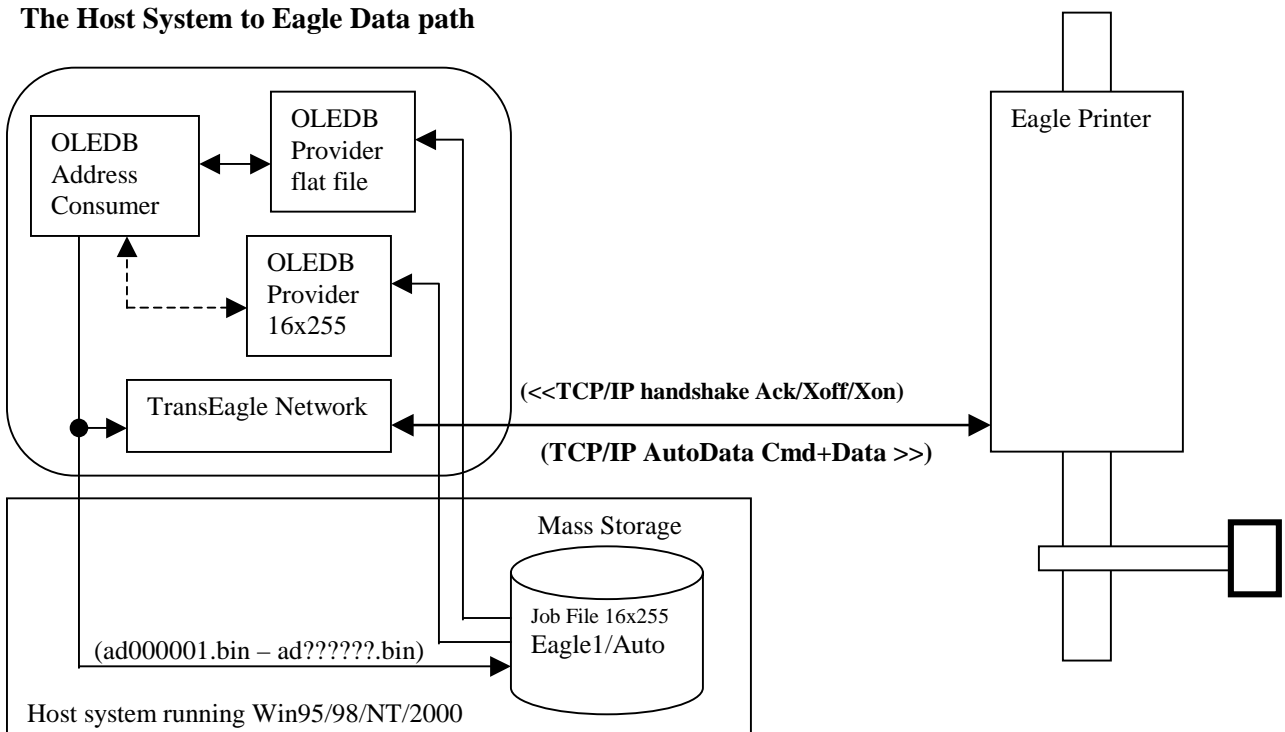 The Host System to Eagle Data path
OLEDB
Address
Consumer
OLEDB
Provider
flat file
OLEDB
Provider
16x255
TransEagle Network
Eagle Printer
(<<TCP/IP handshake Ack/Xoff/Xon)
(TCP/IP AutoData Cmd+Data >>)
Mass Storage
Job File 16x255
Eagle1/Auto
(ad000001.bin – ad??????.bin)
Host system running Win95/98/NT/2000